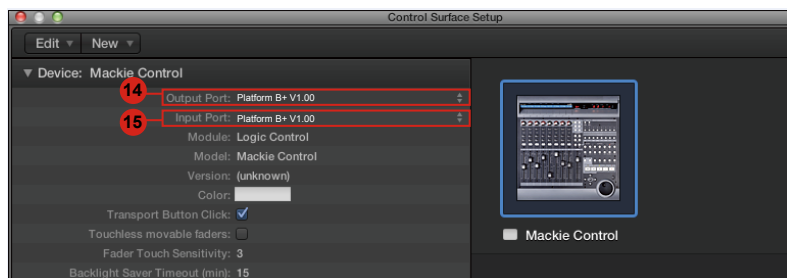 Control Surface Setup
Edit New
Device: Mackie Control
14 Output Port: Platform B+ V1.00
15 Input Port: Platform B+ V1.00
Module: Logic Control
Model: Mackie Control
Version: (unknown)
Color:
Transport Button Click:
Touchless movable faders:
Fader Touch Sensitivity: 3
Backlight Saver Timeout (min): 15
Mackie Control